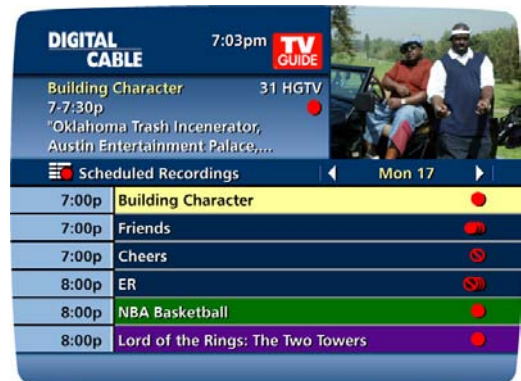 DIGITAL
CABLE
7:03pm
TV
GUIDE
Building Character 31 HGTV
7-7:30p
"Oklahoma Trash Incenerator,
Austin Entertainment Palace,...
Scheduled Recordings Mon 17
7:00p Building Character
7:00p Friends
7:00p Cheers
8:00p ER
8:00p NBA Basketball
8:00p Lord of the Rings: The Two Towers